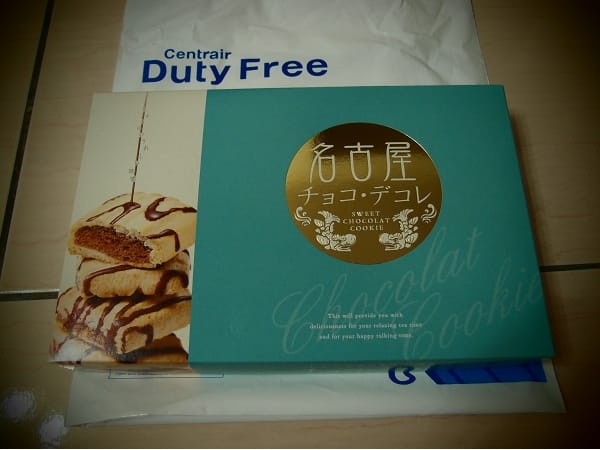 Centrair
Duty Free
名古屋
チョコ・デコレ
SWEET
CHOCOLAT
COOKIE
Chocolat
Cookie
This will provide you with
deliciousness for your relaxing tea time
and for your happy talking time.